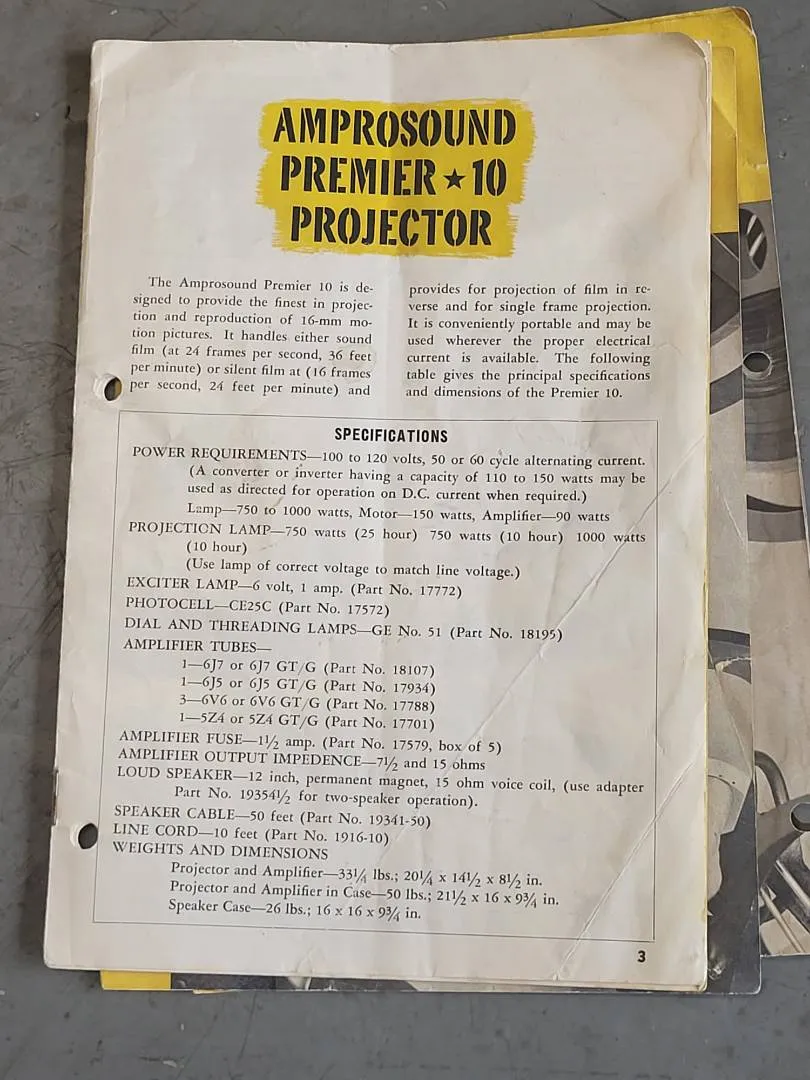 AMPROSOUND
PREMIER ★ 10
PROJECTOR
The Amprosound Premier 10 is de-
signed to provide the finest in projec-
tion and reproduction of 16-mm mo-
tion pictures. It handles either sound
film (at 24 frames per second, 36 feet
per minute) or silent film at (16 frames
per second, 24 feet per minute) and
provides for projection of film in re-
verse and for single frame projection.
It is conveniently portable and may be
used wherever the proper electrical
current is available. The following
table gives the principal specifications
and dimensions of the Premier 10.
SPECIFICATIONS
POWER REQUIREMENTS—100 to 120 volts, 50 or 60 cycle alternating current.
(A converter or inverter having a capacity of 110 to 150 watts may be
used as directed for operation on D.C. current when required.)
Lamp—750 to 1000 watts, Motor—150 watts, Amplifier—90 watts
PROJECTION LAMP—750 watts (25 hour) 750 watts (10 hour) 1000 watts
(10 hour)
(Use lamp of correct voltage to match line voltage.)
EXCITER LAMP—6 volt, 1 amp. (Part No. 17772)
PHOTOCELL—CE25C (Part No. 17572)
DIAL AND THREADING LAMPS—GE No. 51 (Part No. 18195)
AMPLIFIER TUBES—
1—6J7 or 6J7 GT/G (Part No. 18107)
1—6J5 or 6J5 GT/G (Part No. 17934)
3—6V6 or 6V6 GT/G (Part No. 17788)
1—5Z4 or 5Z4 GT/G (Part No. 17701)
AMPLIFIER FUSE—1½ amp. (Part No. 17579, box of 5)
AMPLIFIER OUTPUT IMPEDENCE—7½ and 15 ohms
LOUD SPEAKER—12 inch, permanent magnet, 15 ohm voice coil, (use adapter
Part No. 19354½ for two-speaker operation).
SPEAKER CABLE—50 feet (Part No. 19341-50)
LINE CORD—10 feet (Part No. 1916-10)
WEIGHTS AND DIMENSIONS
Projector and Amplifier—33¼ lbs.; 20¼ x 14½ x 8½ in.
Projector and Amplifier in Case—50 lbs.; 21½ x 16 x 9¾ in.
Speaker Case—26 lbs.; 16 x 16 x 9¾ in.
3